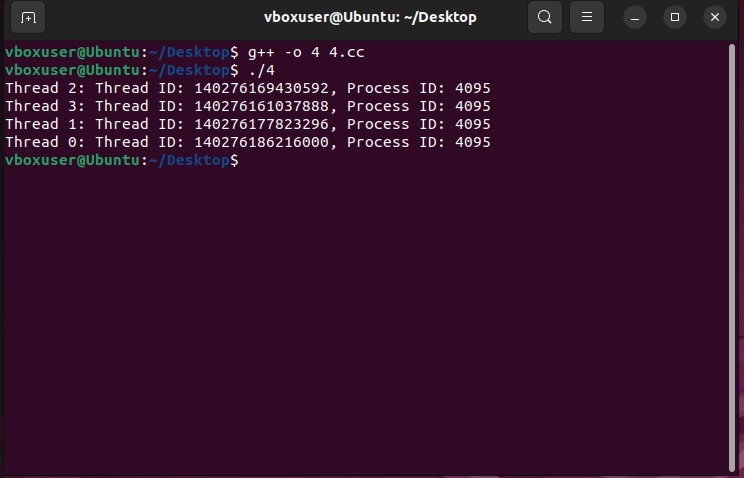 vboxuser@Ubuntu: ~/Desktop
vboxuser@Ubuntu:~/Desktop$ g++ -o 4 4.cc
vboxuser@Ubuntu:~/Desktop$ ./4
Thread 2: Thread ID: 140276169430592, Process ID: 4095
Thread 3: Thread ID: 140276161037888, Process ID: 4095
Thread 1: Thread ID: 140276177823296, Process ID: 4095
Thread 0: Thread ID: 140276186216000, Process ID: 4095
vboxuser@Ubuntu:~/Desktop$